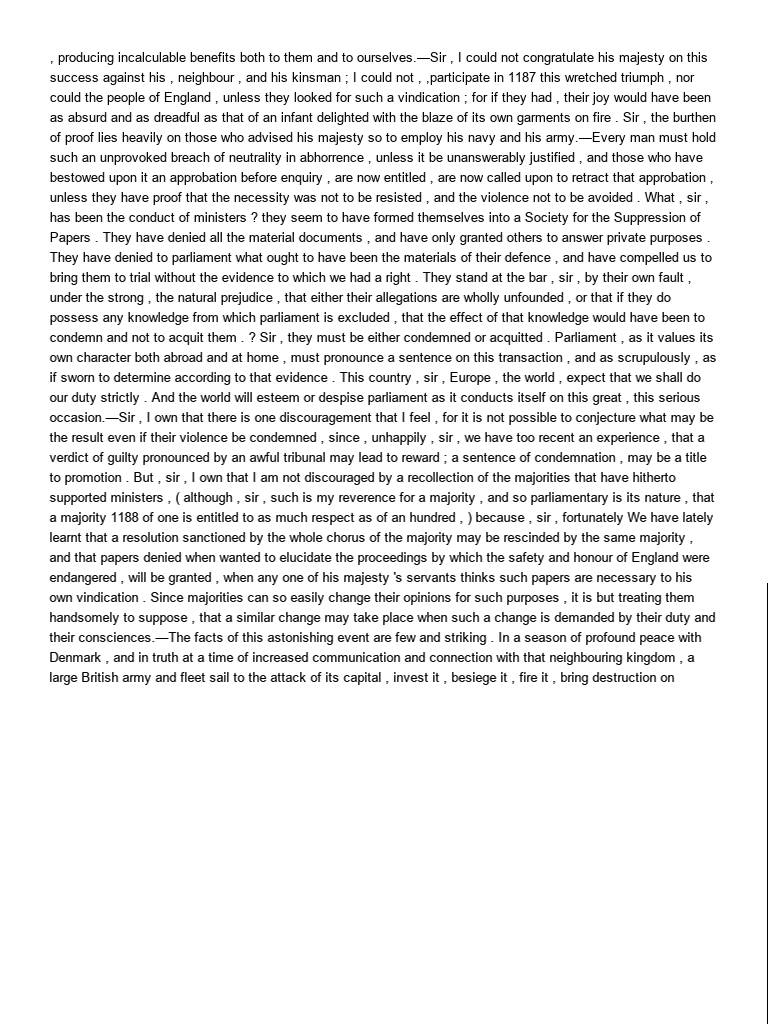 , producing incalculable benefits both to them and to ourselves.—Sir , I could not congratulate his majesty on this
success against his , neighbour , and his kinsman ; I could not , ,participate in 1187 this wretched triumph , nor
could the people of England , unless they looked for such a vindication ; for if they had , their joy would have been
as absurd and as dreadful as that of an infant delighted with the blaze of its own garments on fire . Sir , the burthen
of proof lies heavily on those who advised his majesty so to employ his navy and his army.—Every man must hold
such an unprovoked breach of neutrality in abhorrence , unless it be unanswerably justified , and those who have
bestowed upon it an approbation before enquiry , are now entitled , are now called upon to retract that approbation ,
unless they have proof that the necessity was not to be resisted , and the violence not to be avoided . What , sir ,
has been the conduct of ministers ? they seem to have formed themselves into a Society for the Suppression of
Papers . They have denied all the material documents , and have only granted others to answer private purposes .
They have denied to parliament what ought to have been the materials of their defence , and have compelled us to
bring them to trial without the evidence to which we had a right . They stand at the bar , sir , by their own fault ,
under the strong , the natural prejudice , that either their allegations are wholly unfounded , or that if they do
possess any knowledge from which parliament is excluded , that the effect of that knowledge would have been to
condemn and not to acquit them . ? Sir , they must be either condemned or acquitted . Parliament , as it values its
own character both abroad and at home , must pronounce a sentence on this transaction , and as scrupulously , as
if sworn to determine according to that evidence . This country , sir , Europe , the world , expect that we shall do
our duty strictly . And the world will esteem or despise parliament as it conducts itself on this great , this serious
occasion.—Sir , I own that there is one discouragement that I feel , for it is not possible to conjecture what may be
the result even if their violence be condemned , since , unhappily , sir , we have too recent an experience , that a
verdict of guilty pronounced by an awful tribunal may lead to reward ; a sentence of condemnation , may be a title
to promotion . But , sir , I own that I am not discouraged by a recollection of the majorities that have hitherto
supported ministers , ( although , sir , such is my reverence for a majority , and so parliamentary is its nature , that
a majority 1188 of one is entitled to as much respect as of an hundred , ) because , sir , fortunately We have lately
learnt that a resolution sanctioned by the whole chorus of the majority may be rescinded by the same majority ,
and that papers denied when wanted to elucidate the proceedings by which the safety and honour of England were
endangered , will be granted , when any one of his majesty 's servants thinks such papers are necessary to his
own vindication . Since majorities can so easily change their opinions for such purposes , it is but treating them
handsomely to suppose , that a similar change may take place when such a change is demanded by their duty and
their consciences.—The facts of this astonishing event are few and striking . In a season of profound peace with
Denmark , and in truth at a time of increased communication and connection with that neighbouring kingdom , a
large British army and fleet sail to the attack of its capital , invest it , besiege it , fire it , bring destruction on